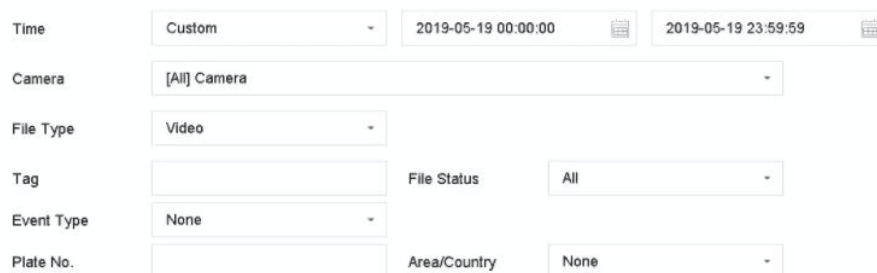 Time Custom 2019-05-19 00:00:00 2019-05-19 23:59:59
Camera [All] Camera
File Type Video
Tag File Status All
Event Type None
Plate No. Area/Country None